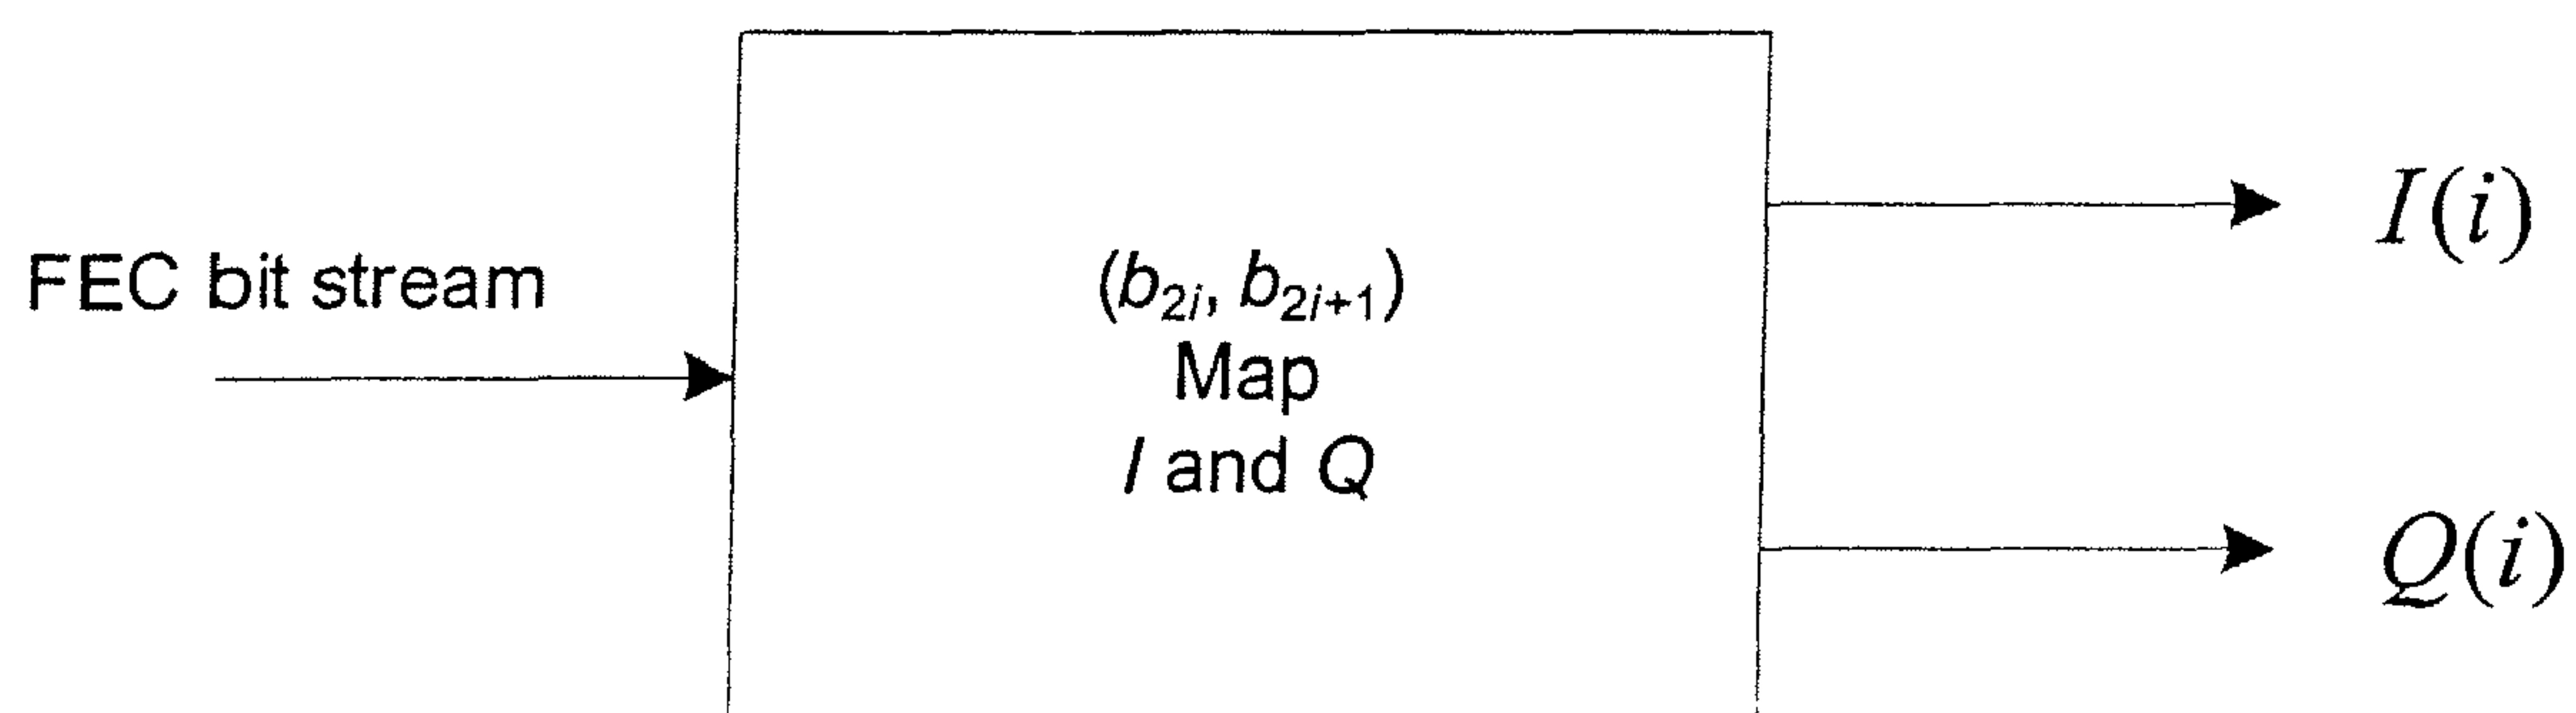 FEC bit stream
(b₂ᵢ, b₂ᵢ₊₁)
Map
I and Q
I(i)
Q(i)